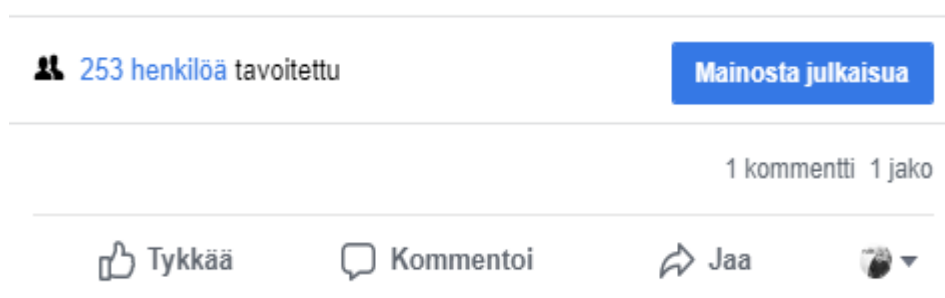 253 henkilöä tavoitettu Mainosta julkaisua
1 kommentti 1 jako
Tykkää Kommentoi Jaa